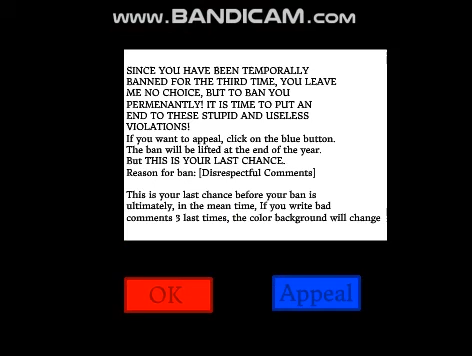 www.BANDICAM.com
SINCE YOU HAVE BEEN TEMPORALLY
BANNED FOR THE THIRD TIME, YOU LEAVE
ME NO CHOICE, BUT TO BAN YOU
PERMENANTLY! IT IS TIME TO PUT AN
END TO THESE STUPID AND USELESS
VIOLATIONS!
If you want to appeal, click on the blue button.
The ban will be lifted at the end of the year.
But THIS IS YOUR LAST CHANCE.
Reason for ban: [Disrespectful Comments]
This is your last chance before your ban is
ultimately, in the mean time, If you write bad
comments 3 last times, the color background will change
OK
Appeal